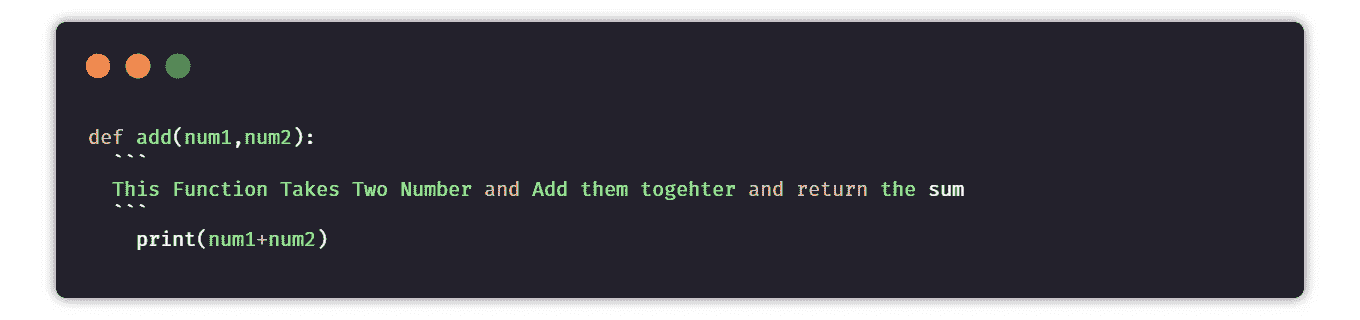 def add(num1,num2):
  ```
  This Function Takes Two Number and Add them togehter and return the sum
  ```
    print(num1+num2)